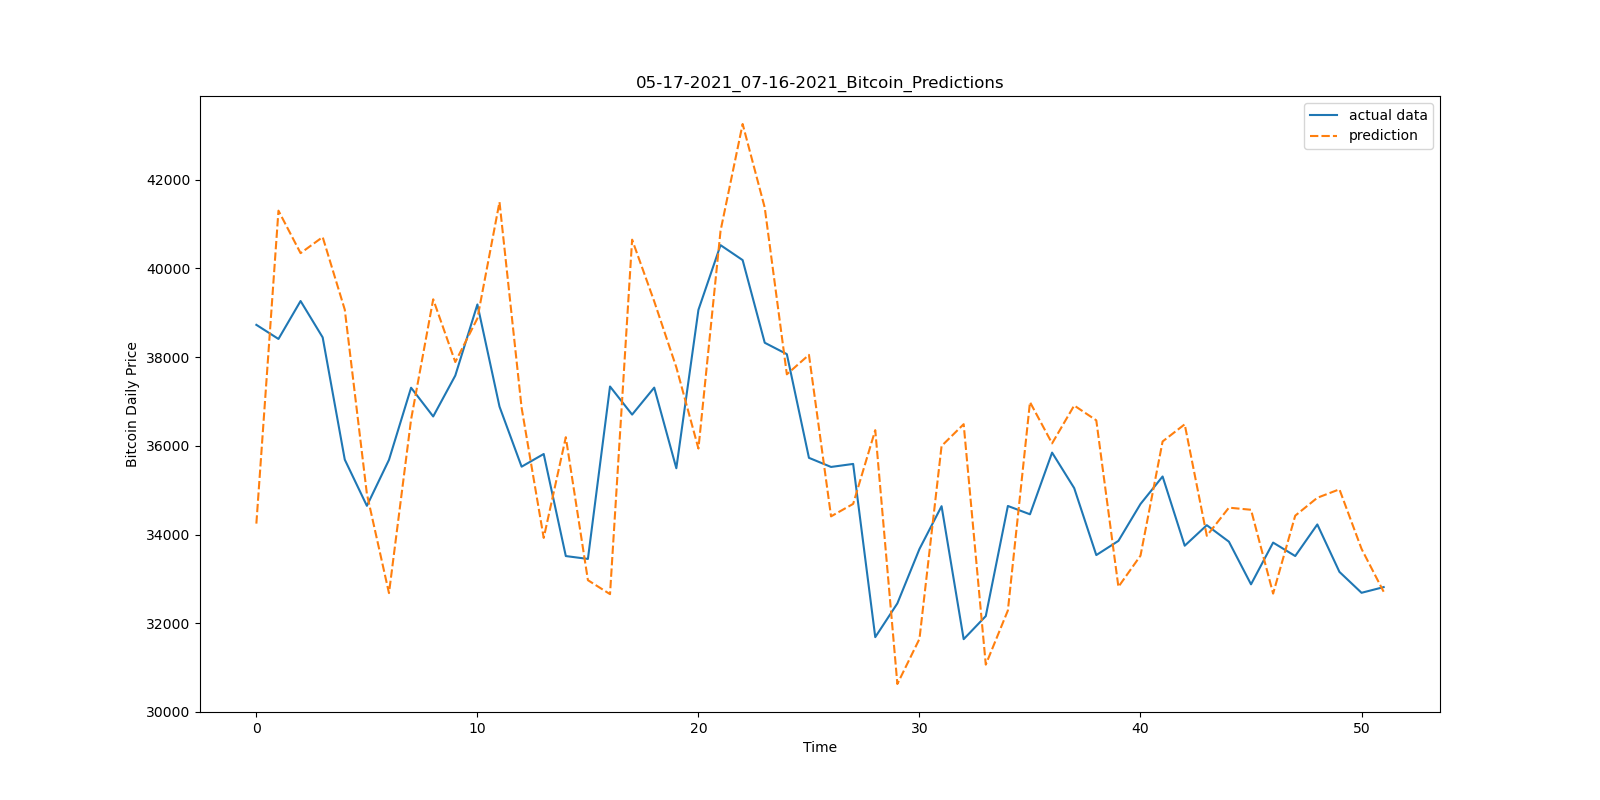 05-17-2021_07-16-2021_Bitcoin_Predictions
actual data
prediction
Bitcoin Daily Price
42000
40000
38000
36000
34000
32000
30000
0 10 20 30 40 50
Time